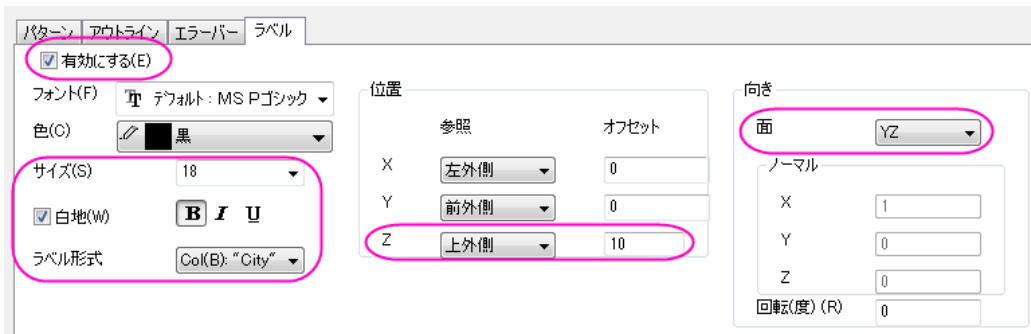 パターン アウトライン エラーバー ラベル
有効にする(E)
フォント(F) デフォルト : MS Pゴシック
色(C) 黒
サイズ(S) 18
白地(W) B I U
ラベル形式 Col(B): "City"
位置
参照 オフセット
X 左外側 0
Y 前外側 0
Z 上外側 10
向き
面 YZ
ノーマル
X 1
Y 0
Z 0
回転(度) (R) 0